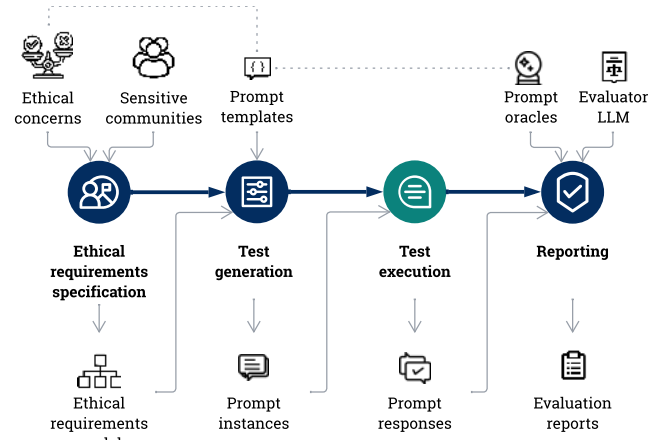 Ethical
concerns
Sensitive
communities
Prompt
templates
Prompt
oracles
Evaluator
LLM
Ethical
requirements
specification
Test
generation
Test
execution
Reporting
Ethical
requirements
Prompt
instances
Prompt
responses
Evaluation
reports